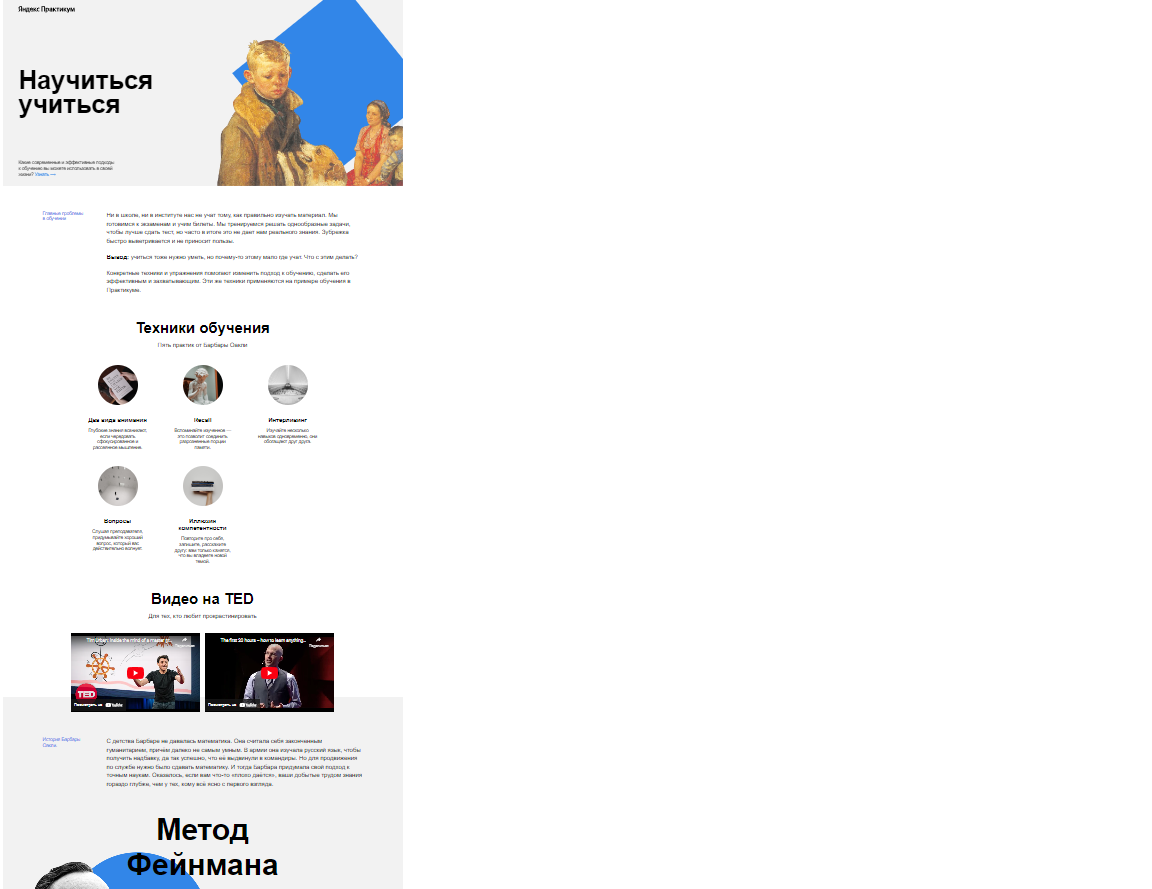 Яндекс Практикум
Научиться
учиться
Какие современные и эффективные подходы
к обучению вы можете использовать в своей
жизни? Узнать ⟶
Главные проблемы
в обучении
Ни в школе, ни в институте нас не учат тому, как правильно изучать материал. Мы
готовимся к экзаменам и учим билеты. Мы тренируемся решать однообразные задачи,
чтобы лучше сдать тест, но часто в итоге это не дает нам реального знания. Зубрежка
быстро выветривается и не приносит пользы.
Вывод: учиться тоже нужно уметь, но почему-то этому мало где учат. Что с этим делать?
Конкретные техники и упражнения помогают изменить подход к обучению, сделать его
эффективным и захватывающим. Эти же техники применяются на примере обучения в
Практикуме.
Техники обучения
Пять практик от Барбары Оакли
Два вида внимания
Глубокие знания возникают,
если чередовать
сфокусированное и
рассеянное мышление.
Recall
Вспоминайте изученное —
это позволит соединить
разрозненные порции
памяти.
Интерливинг
Изучайте несколько
навыков одновременно, они
обогащают друг друга.
Вопросы
Слушая преподавателя,
придумывайте хороший
вопрос, который вас
действительно волнует.
Иллюзии
компетентности
Повторите про себя,
запишите, расскажите
другу: вам только кажется,
что вы владеете новой
темой.
Видео на TED
Для тех, кто любит прокрастинировать
Tim Urban: Inside the mind of a master pr...
Поделиться
TED
Посмотреть на YouTube
The first 20 hours – how to learn anything...
Поделиться
Посмотреть на YouTube
История Барбары
Оакли
С детства Барбаре не давалась математика. Она считала себя законченным
гуманитарием, причём далеко не самым умным. В армии она изучала русский язык, чтобы
получить надбавку, да так успешно, что её выдвинули в командиры. Но для продвижения
по службе нужно было сдавать математику. И тогда Барбара придумала свой подход к
точным наукам. Оказалось, если вам что-то «плохо даётся», ваши добытые трудом знания
гораздо глубже, чем у тех, кому всё ясно с первого взгляда.
Метод
Фейнмана